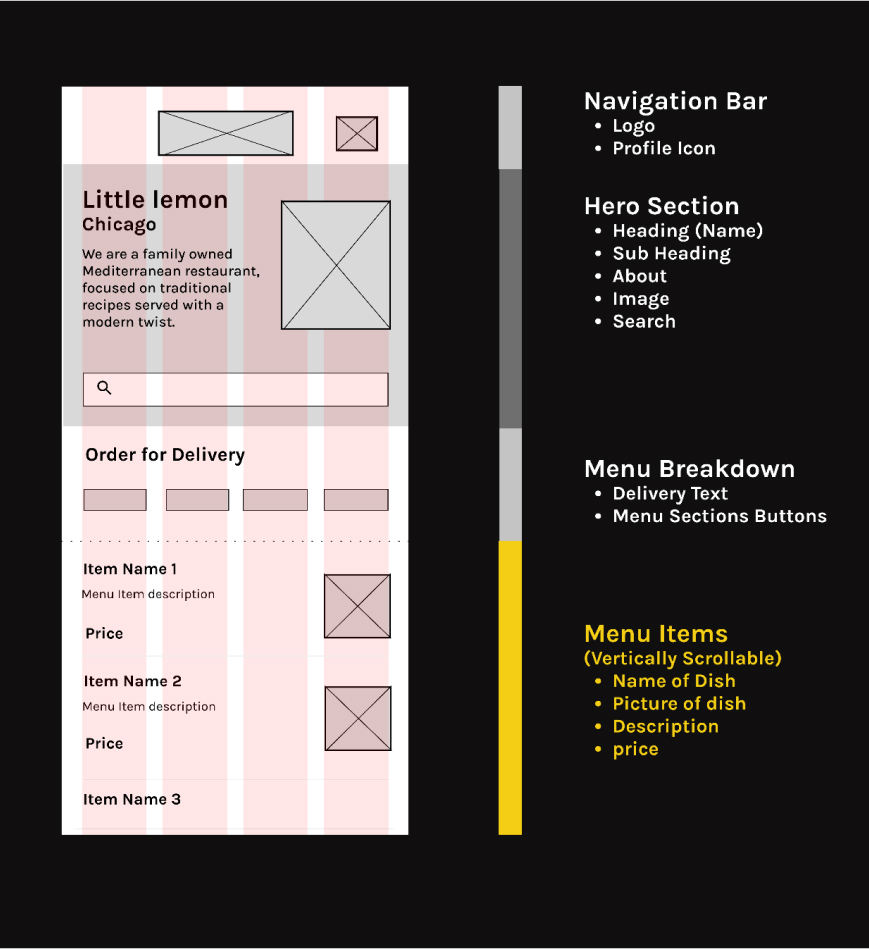 Little lemon
Chicago
We are a family owned
Mediterranean restaurant,
focused on traditional
recipes served with a
modern twist.
Order for Delivery
Item Name 1
Menu Item description
Price
Item Name 2
Menu Item description
Price
Item Name 3
Navigation Bar
• Logo
• Profile Icon
Hero Section
• Heading (Name)
• Sub Heading
• About
• Image
• Search
Menu Breakdown
• Delivery Text
• Menu Sections Buttons
Menu Items
(Vertically Scrollable)
• Name of Dish
• Picture of dish
• Description
• price